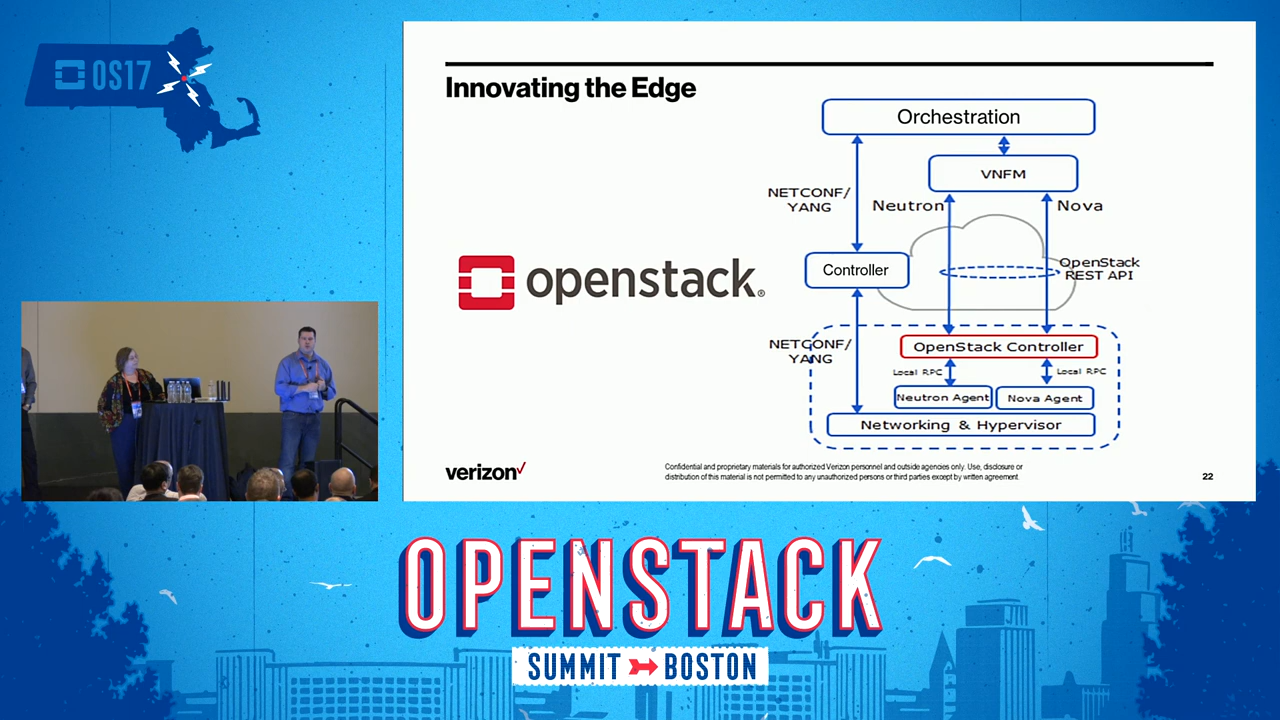 OS17
Innovating the Edge
Orchestration
VNFM
NETCONF/
YANG
Neutron
Nova
openstack.®
Controller
OpenStack
REST API
NETCONF/
YANG
OpenStack Controller
Local RPC
Local RPC
Neutron Agent
Nova Agent
Networking & Hypervisor
verizon✓
Confidential and proprietary materials for authorized Verizon personnel and outside agencies only. Use, disclosure or
distribution of this material is not permitted to any unauthorized persons or third parties except by written agreement.
22
OPENSTACK
SUMMIT BOSTON